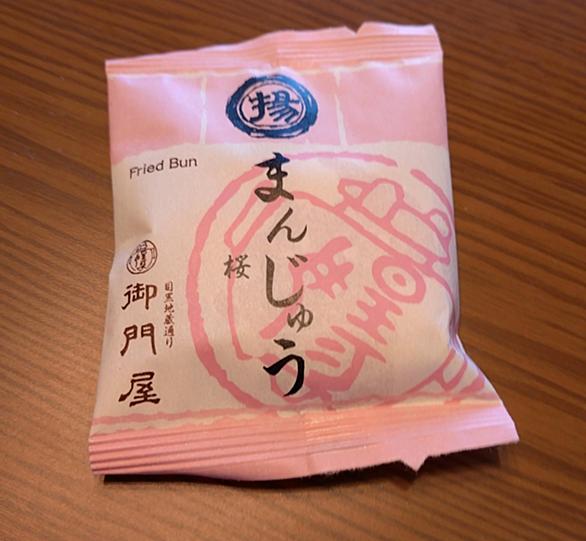 揚
Fried Bun
まんじゅう
桜
目黒地蔵通り
御門屋